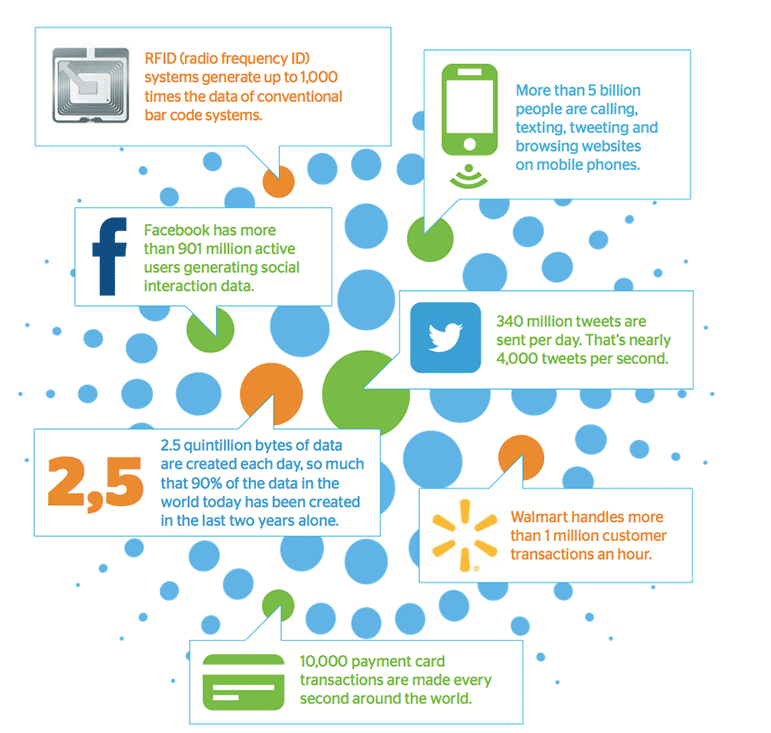 RFID (radio frequency ID)
systems generate up to 1,000
times the data of conventional
bar code systems.
More than 5 billion
people are calling,
texting, tweeting and
browsing websites
on mobile phones.
f
Facebook has more
than 901 million active
users generating social
interaction data.
340 million tweets are
sent per day. That's nearly
4,000 tweets per second.
2,5
2.5 quintillion bytes of data
are created each day, so much
that 90% of the data in the
world today has been created
in the last two years alone.
Walmart handles more
than 1 million customer
transactions an hour.
10,000 payment card
transactions are made every
second around the world.